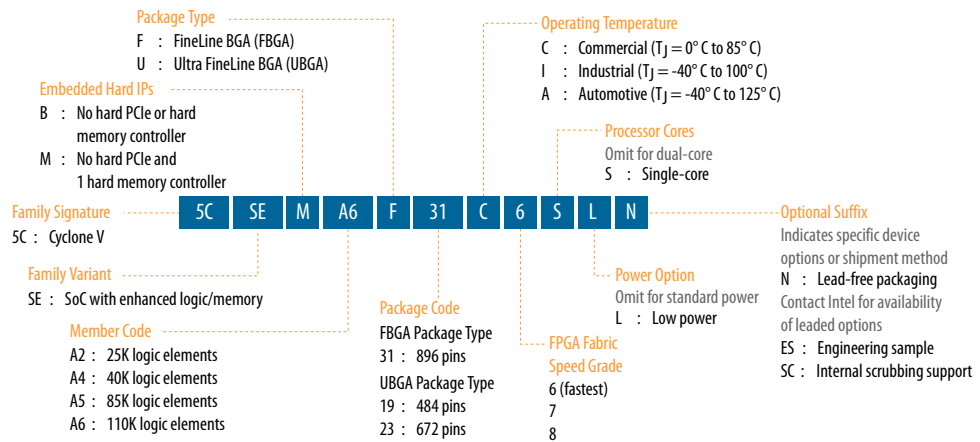 Package Type
F : FineLine BGA (FBGA)
U : Ultra FineLine BGA (UBGA)
Operating Temperature
C : Commercial (TJ = 0° C to 85° C)
I : Industrial (TJ = -40° C to 100° C)
A : Automotive (TJ = -40° C to 125° C)
Embedded Hard IPs
B : No hard PCIe or hard
memory controller
M : No hard PCIe and
1 hard memory controller
Processor Cores
Omit for dual-core
S : Single-core
Family Signature
5C : Cyclone V
5C SE M A6 F 31 C 6 S L N
Optional Suffix
Indicates specific device
options or shipment method
N : Lead-free packaging
Contact Intel for availability
of leaded options
ES : Engineering sample
SC : Internal scrubbing support
Family Variant
SE : SoC with enhanced logic/memory
Member Code
A2 : 25K logic elements
A4 : 40K logic elements
A5 : 85K logic elements
A6 : 110K logic elements
Package Code
FBGA Package Type
31 : 896 pins
UBGA Package Type
19 : 484 pins
23 : 672 pins
Power Option
Omit for standard power
L : Low power
FPGA Fabric
Speed Grade
6 (fastest)
7
8